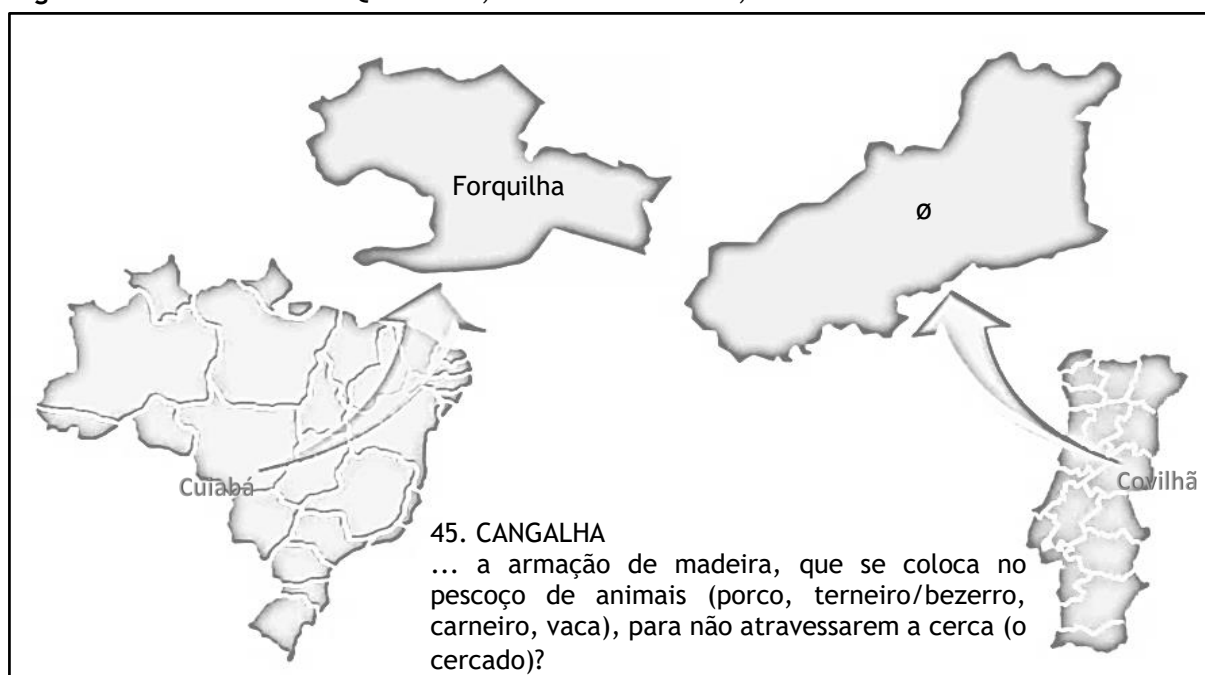 Forquilha
ø
Cuiabá
Covilhã
45. CANGALHA
... a armação de madeira, que se coloca no
pescoço de animais (porco, terneiro/bezerro,
carneiro, vaca), para não atravessarem a cerca (o
cercado)?